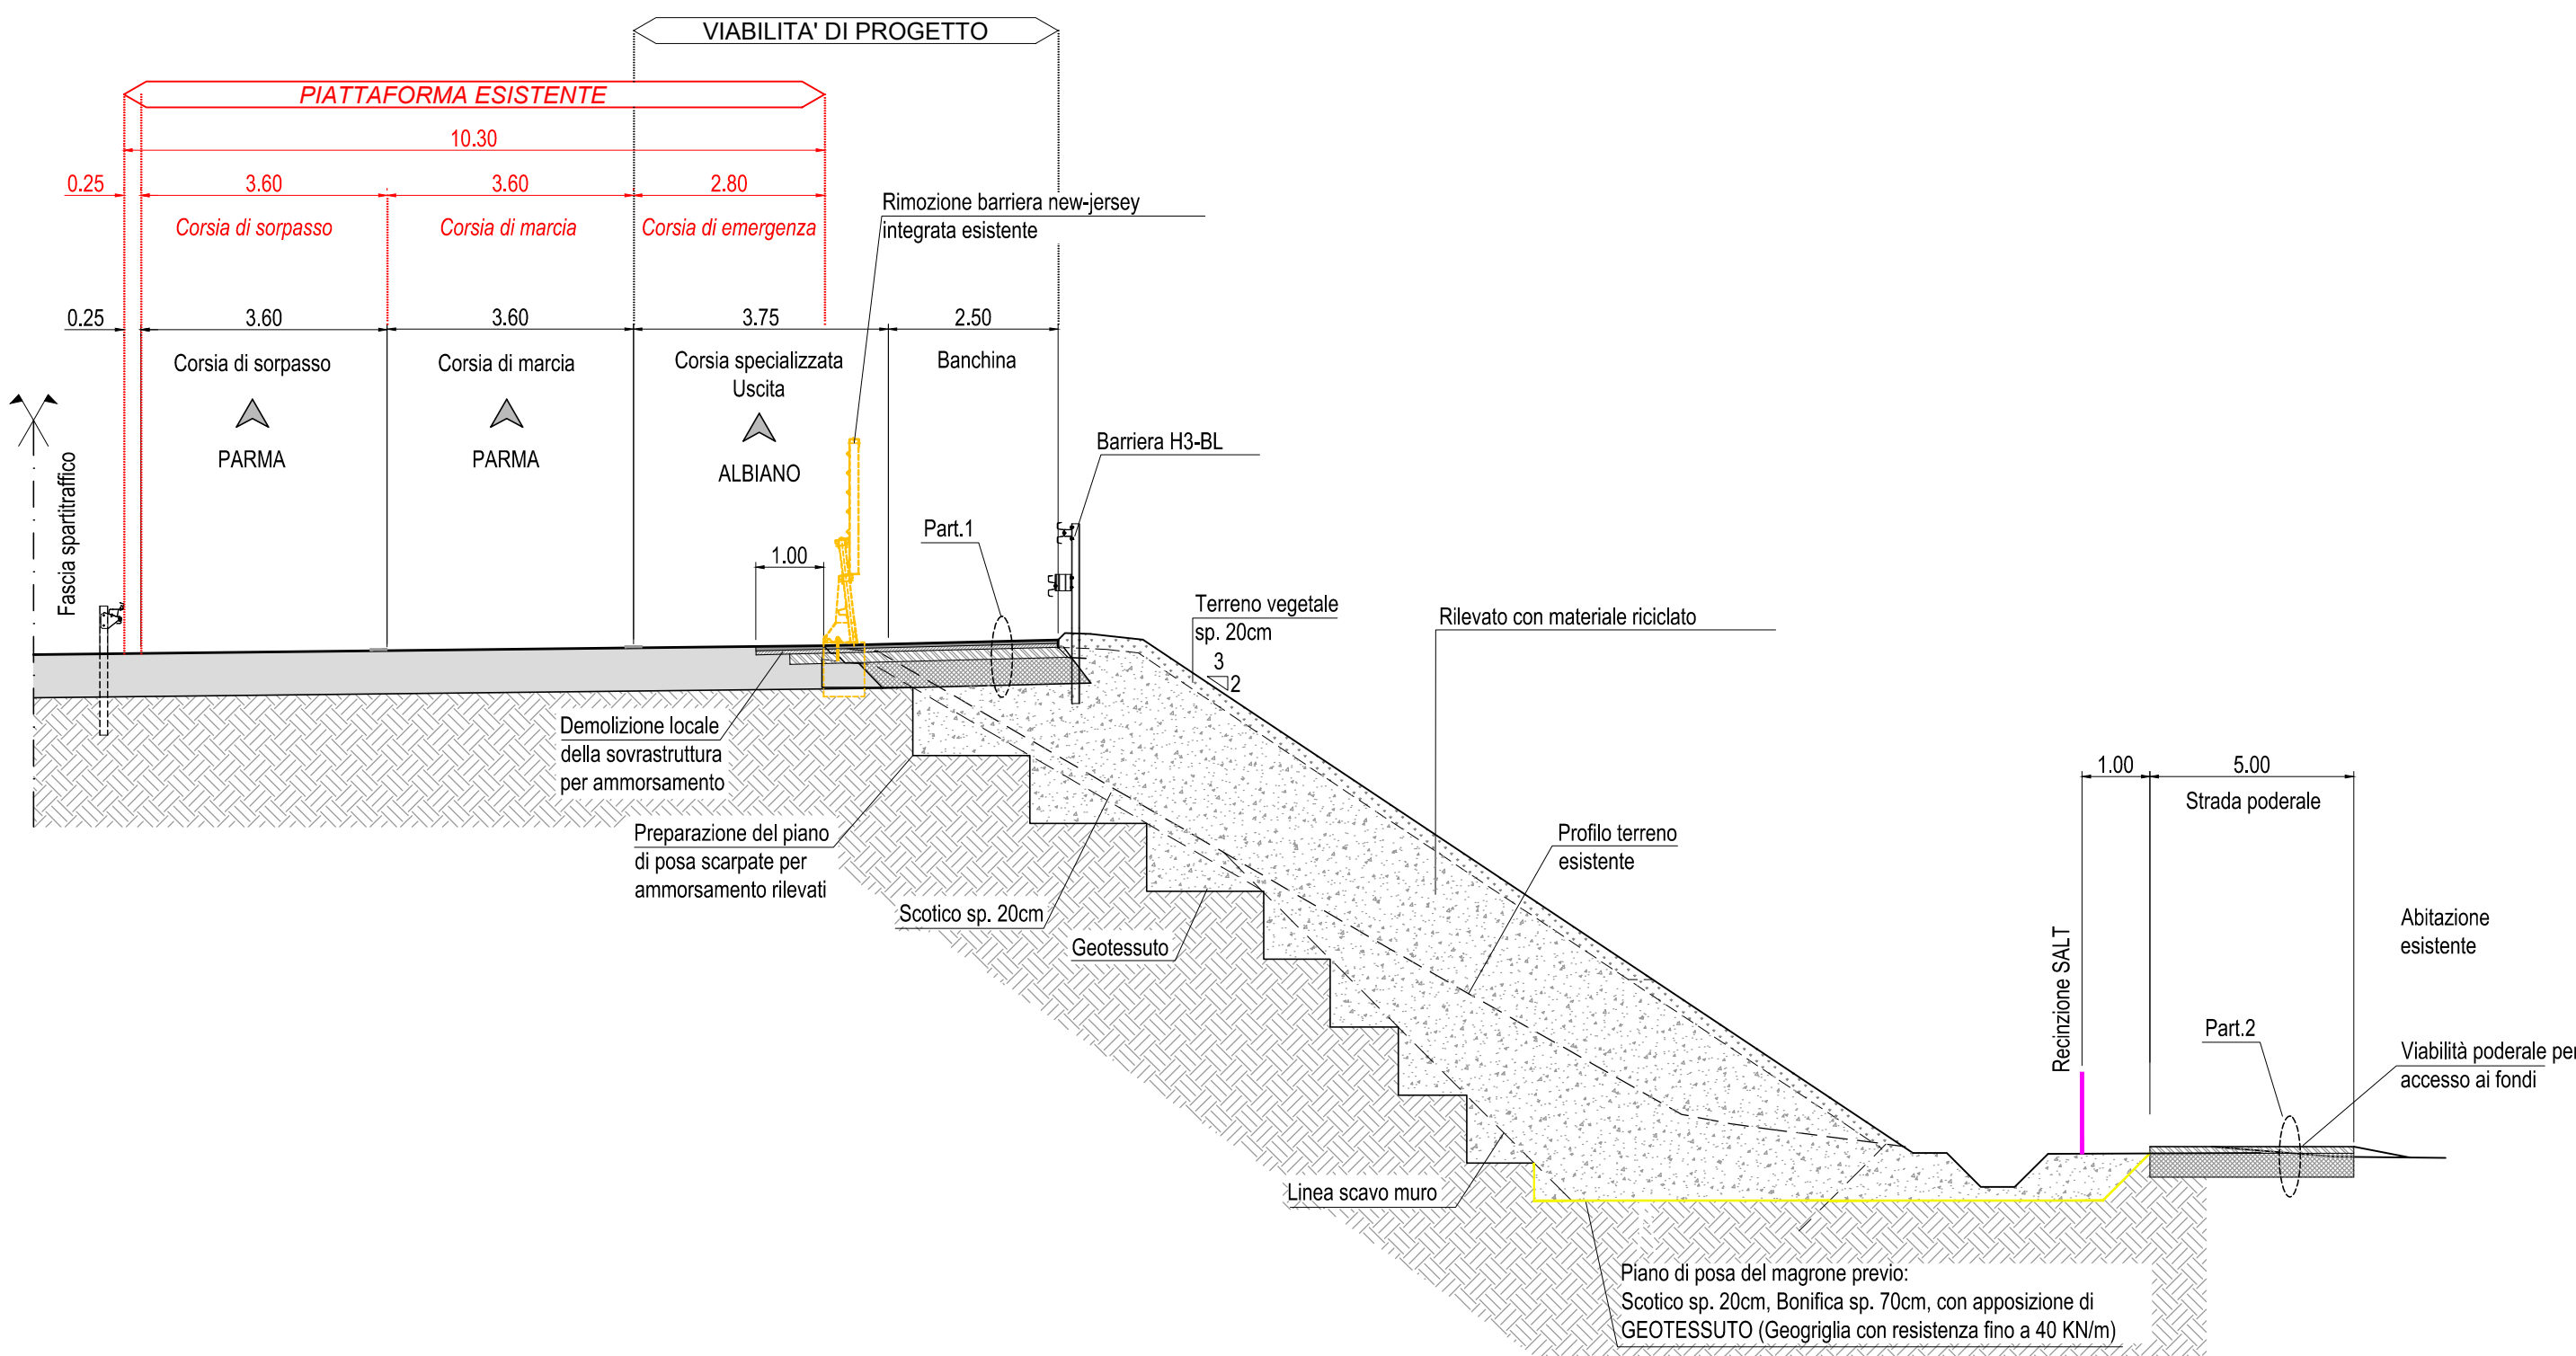 VIABILITA' DI PROGETTO
PIATTAFORMA ESISTENTE
10.30
0.25
3.60
3.60
2.80
Corsia di sorpasso
Corsia di marcia
Corsia di emergenza
Rimozione barriera new-jersey
integrata esistente
0.25
3.60
3.60
3.75
2.50
Corsia di sorpasso
Corsia di marcia
Corsia specializzata
Uscita
Banchina
PARMA
PARMA
ALBIANO
Fascia spartitraffico
Barriera H3-BL
Part.1
1.00
Terreno vegetale
sp. 20cm
3
2
Rilevato con materiale riciclato
Demolizione locale
della sovrastruttura
per ammorsamento
Preparazione del piano
di posa scarpate per
ammorsamento rilevati
Scotico sp. 20cm
Geotessuto
Profilo terreno
esistente
1.00
5.00
Strada poderale
Recinzione SALT
Abitazione
esistente
Part.2
Viabilità poderale per
accesso ai fondi
Linea scavo muro
Piano di posa del magrone previo:
Scotico sp. 20cm, Bonifica sp. 70cm, con apposizione di
GEOTESSUTO (Geogriglia con resistenza fino a 40 KN/m)